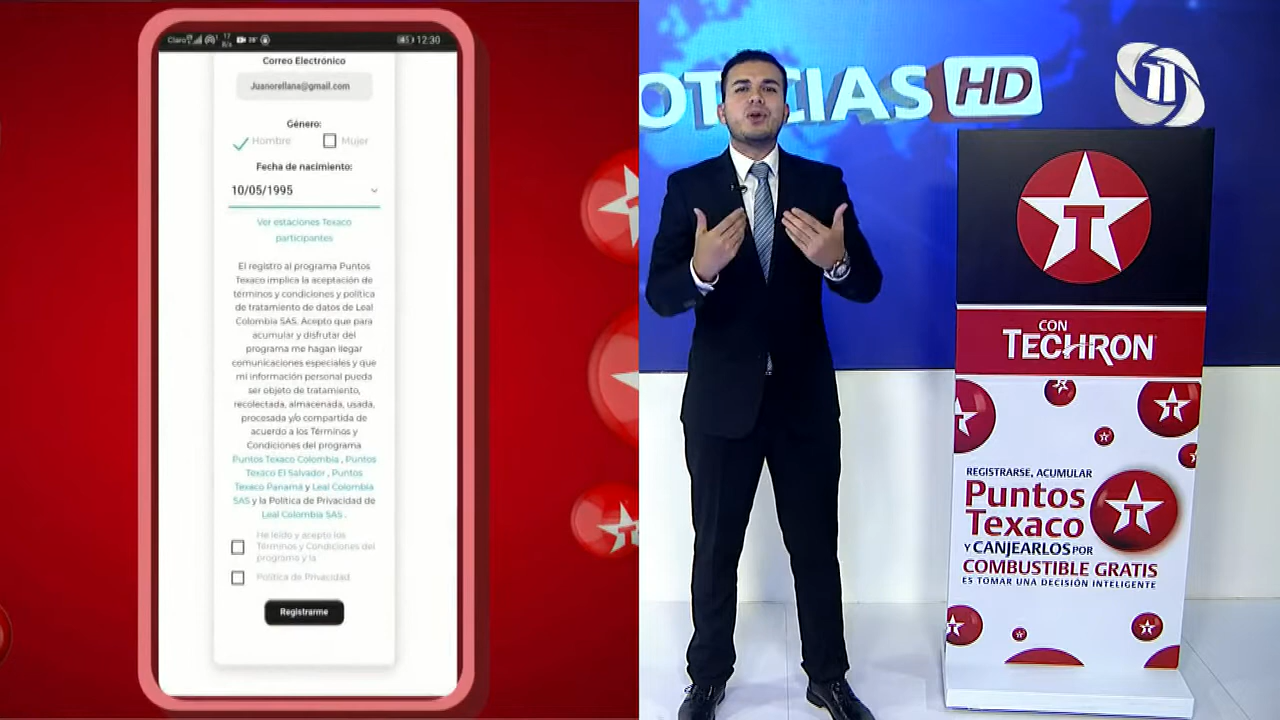 Claro
12:30
Correo Electrónico
Juanorellana@gmail.com
Género:
Hombre
Mujer
Fecha de nacimiento:
10/05/1995
Ver estaciones Texaco
participantes
El registro al programa Puntos
Texaco implica la aceptación de
términos y condiciones y política
de tratamiento de datos de Leal
Colombia SAS. Acepto que para
acumular y disfrutar del
programa me hagan llegar
comunicaciones especiales y que
mi información personal pueda
ser objeto de tratamiento,
recolectada, almacenada, usada,
procesada y/o compartida de
acuerdo a los Términos y
Condiciones del programa
Puntos Texaco Colombia , Puntos
Texaco El Salvador , Puntos
Texaco Panamá y Leal Colombia
SAS y la Política de Privacidad de
Leal Colombia SAS .
He leído y acepto los
Términos y Condiciones del
programa y la
Política de Privacidad
Registrarme
NOTICIAS HD
11
T
CON
TECHRON
REGISTRARSE, ACUMULAR
Puntos
Texaco
Y CANJEARLOS POR
COMBUSTIBLE GRATIS
ES TOMAR UNA DECISIÓN INTELIGENTE